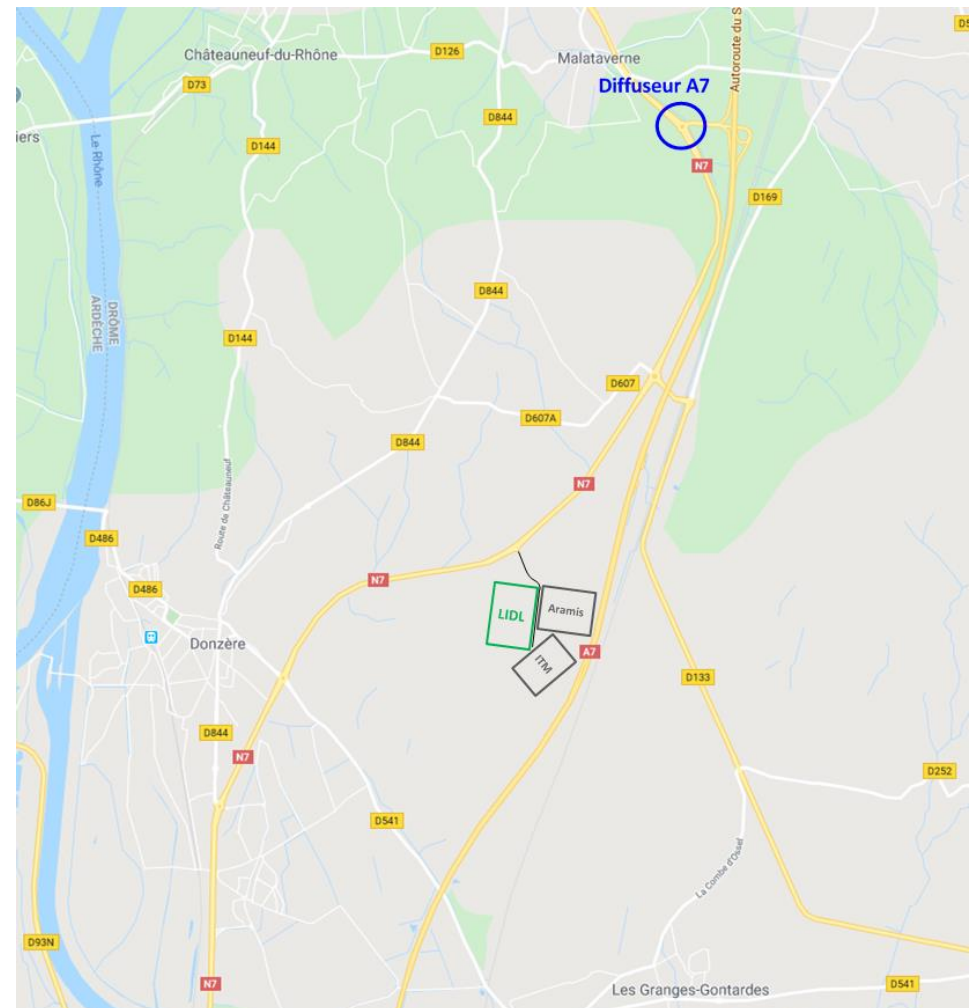 Châteauneuf-du-Rhône
D126
Malataverne
Autoroute du S
D5
Diffuseur A7
D73
D844
iers
D144
Le Rhône
N7
D169
DRÔME
ARDÈCHE
D844
D144
D607
D607A
D844
Route de Châteauneuf
N7
D86J
D486
N7
D486
LIDL
Aramis
Donzère
ITM
A7
D133
D844
N7
D252
D541
La Combe d'Ossel
D93N
N7
Les Granges-Gontardes
D541